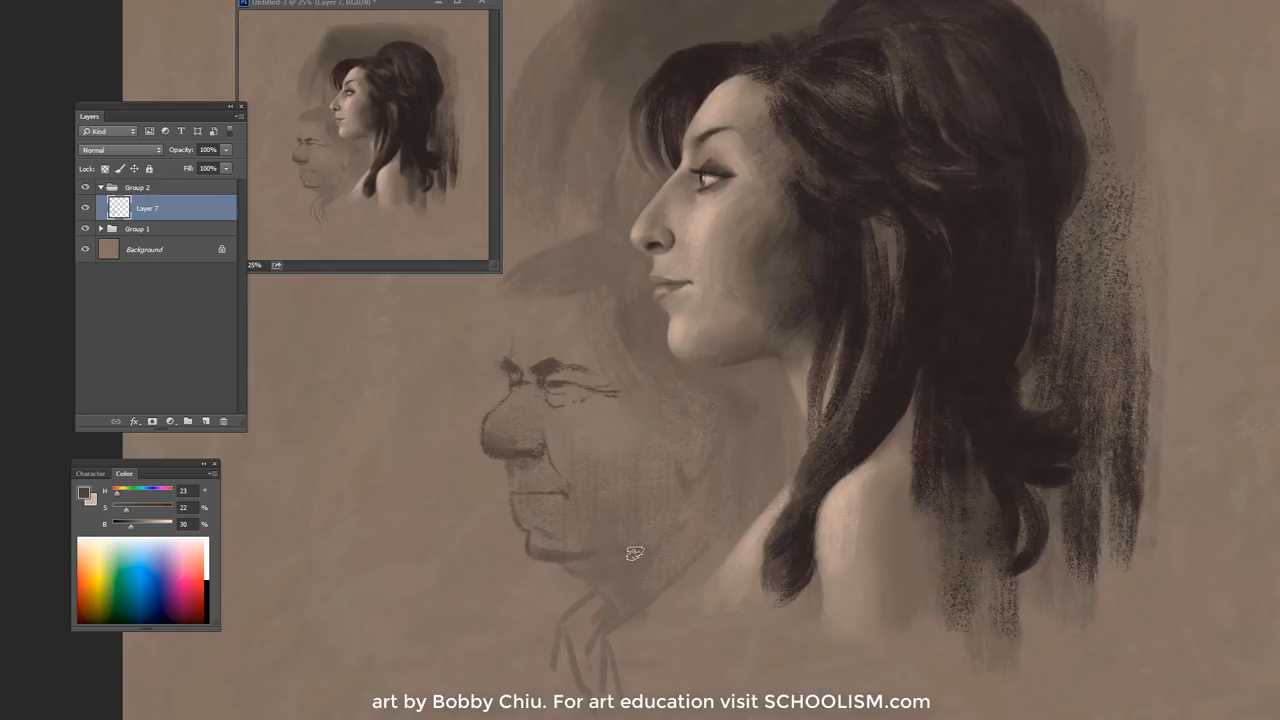 Untitled-3 @ 25% (Layer 7, RGB/8) *
25%
Layers
Kind
Normal
Opacity: 100%
Lock:
Fill: 100%
Group 2
Layer 7
Group 1
Background
fx
Character Color
H 23 °
S 22 %
B 30 %
art by Bobby Chiu. For art education visit SCHOOLISM.com